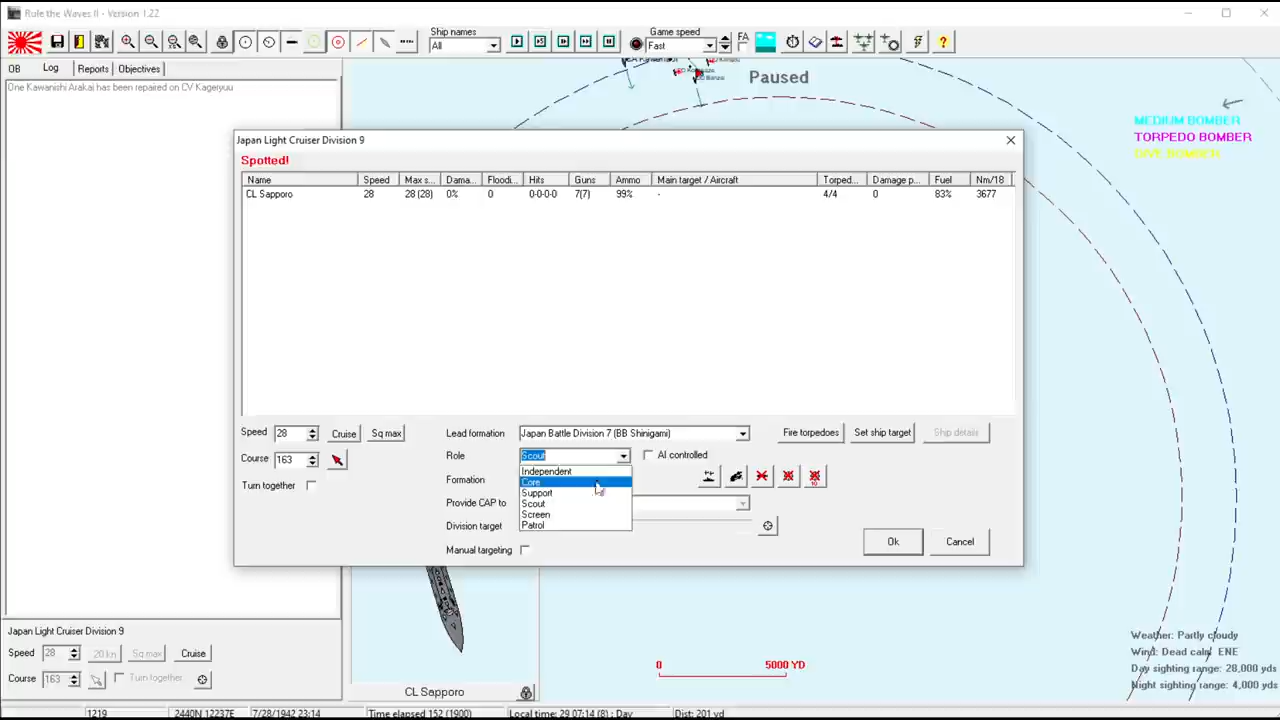 Rule the Waves II - Version 1.22
Ship names
All
Game speed
Fast
FA
OB
Log
Reports
Objectives
One Kawanishi Arakai has been repaired on CV Kageryuu
Paused
MEDIUM BOMBER
TORPEDO BOMBER
DIVE BOMBER
Japan Light Cruiser Division 9
Spotted!
Name Speed Max s... Dama... Floodi... Hits Guns Ammo Main target / Aircraft Torped... Damage p... Fuel Nm/18
CL Sapporo 28 28 (28) 0% 0 0-0-0-0 7(7) 99% - 4/4 0 83% 3677
Speed 28 Cruise Sq max
Lead formation Japan Battle Division 7 (BB Shinigami)
Fire torpedoes Set ship target Ship details
Course 163
Role Scout
AI controlled
Independent
Core
Support
Scout
Screen
Patrol
Turn together
Formation
Provide CAP to
Division target
Manual targeting
Ok Cancel
Japan Light Cruiser Division 9
Speed 28 20 kn Sq max Cruise
Course 163 Turn together
CL Sapporo
0 5000 YD
Weather: Partly cloudy
Wind: Dead calm ENE
Day sighting range: 28,000 yds
Night sighting range: 4,000 yds
1219 2440N 12237E 7/28/1942 23:14 Time elapsed 152 (1900) Local time: 29 07:14 (8) : Day Dist: 201 yd